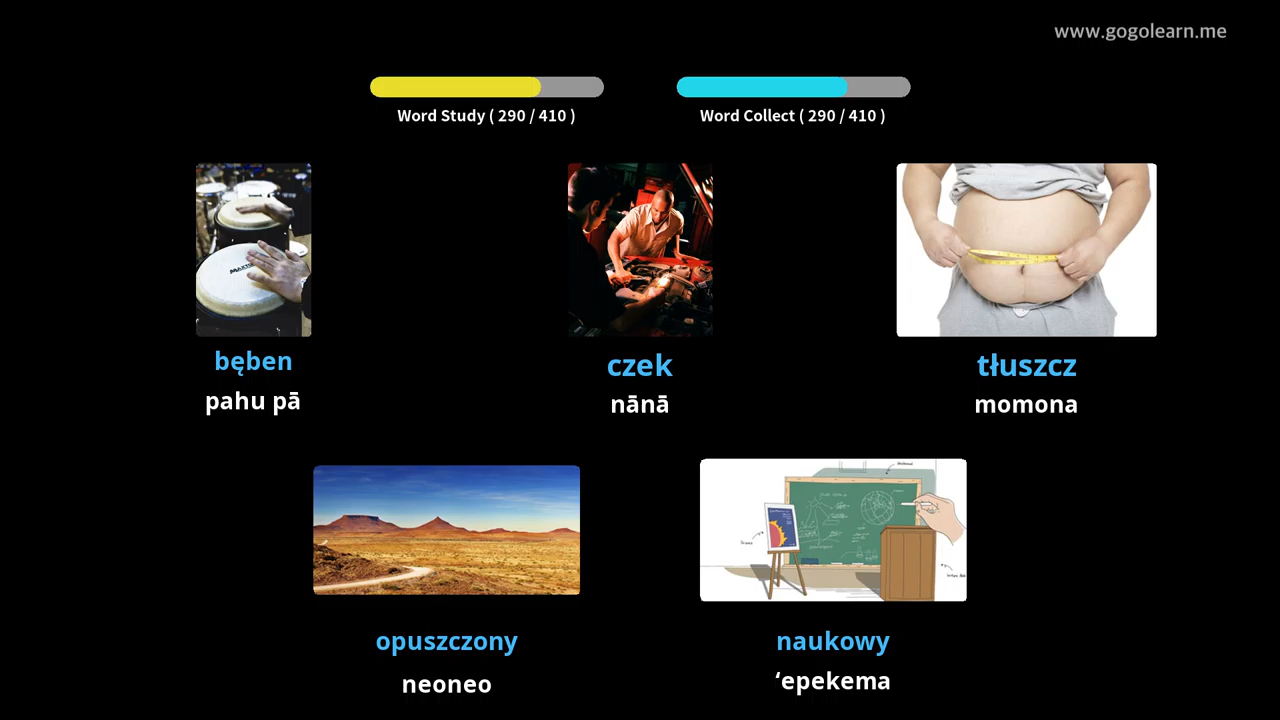 www.gogolearn.me
Word Study ( 290 / 410 )
Word Collect ( 290 / 410 )
bęben
czek
tłuszcz
pahu pā
nānā
momona
opuszczony
naukowy
neoneo
ʻepekema